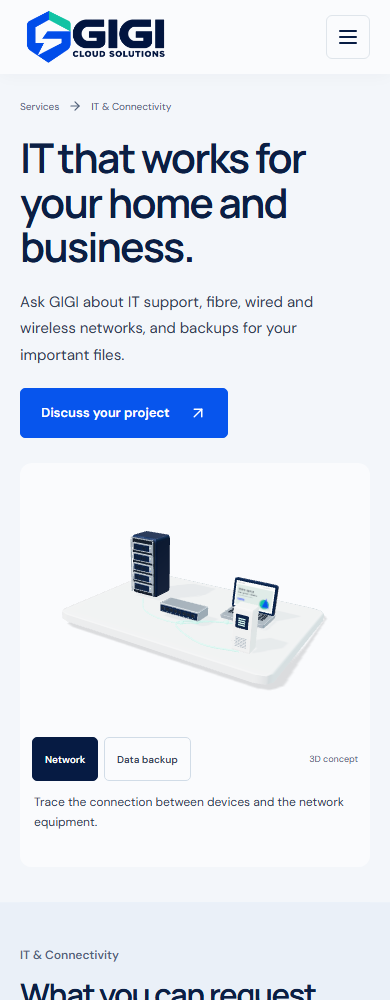 GIGI
CLOUD SOLUTIONS
Services → IT & Connectivity
IT that works for
your home and
business.
Ask GIGI about IT support, fibre, wired and
wireless networks, and backups for your
important files.
Discuss your project
Network
Data backup
3D concept
Trace the connection between devices and the network
equipment.
IT & Connectivity
What you can request